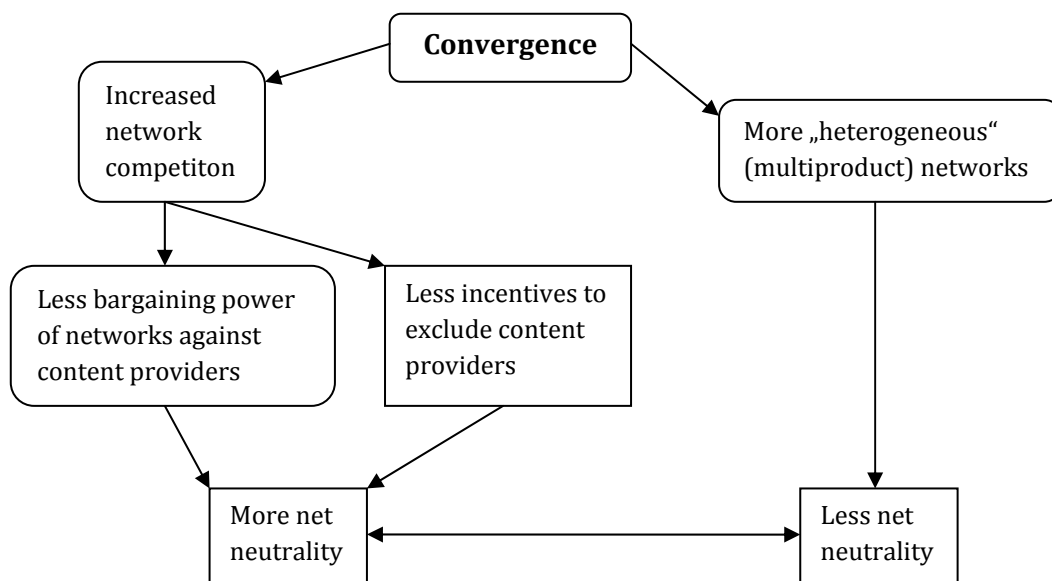 Convergence
Increased
network
competiton
More „heterogeneous“
(multiproduct) networks
Less bargaining power
of networks against
content providers
Less incentives to
exclude content
providers
More net
neutrality
Less net
neutrality